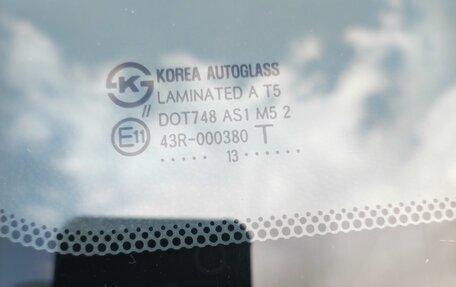 K KOREA AUTOGLASS
LAMINATED A T5
// DOT748 AS1 M5 2
E11 43R-000380 T
..... 13 ......